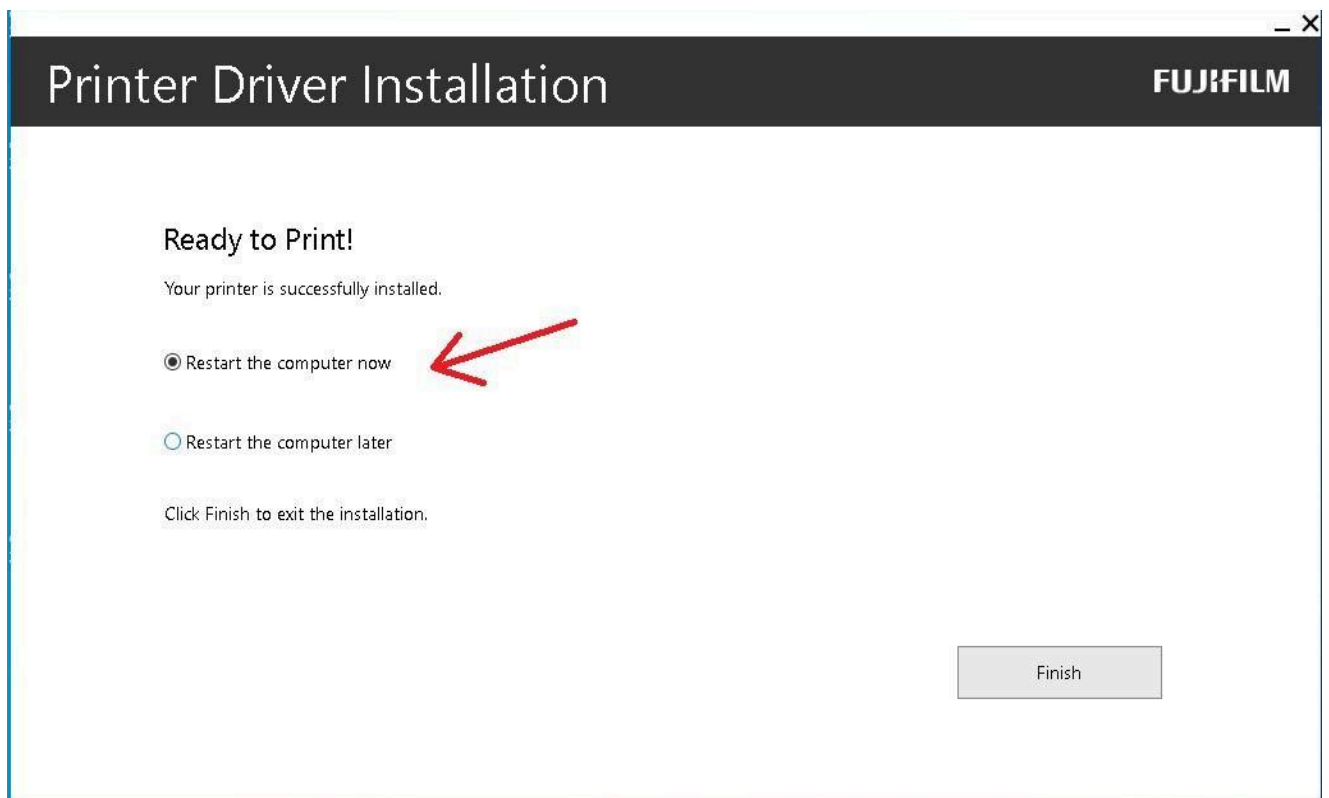 Printer Driver Installation
FUJIFILM
Ready to Print!
Your printer is successfully installed.
Restart the computer now
Restart the computer later
Click Finish to exit the installation.
Finish